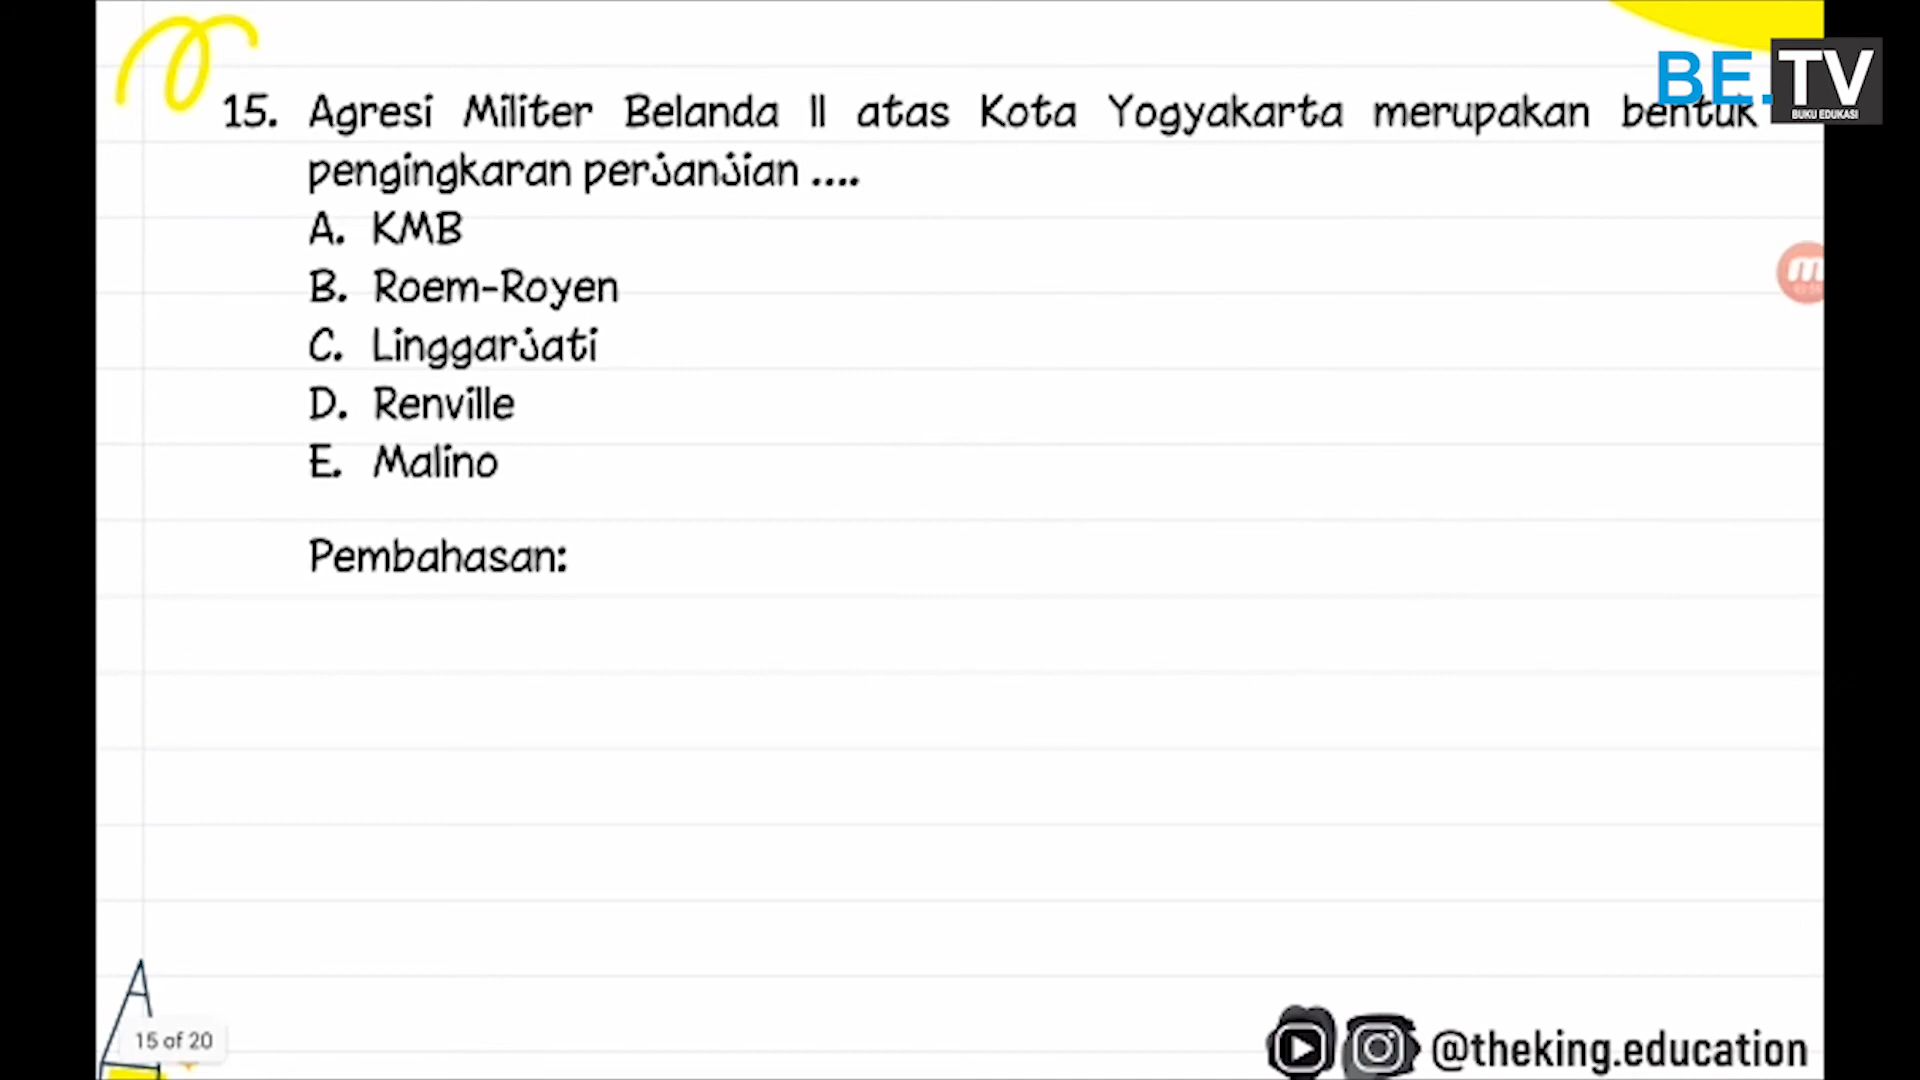 BE.TV
BUKU EDUKASI
15. Agresi Militer Belanda II atas Kota Yogyakarta merupakan bentuk
pengingkaran perjanjian ....
A. KMB
B. Roem-Royen
C. Linggarjati
D. Renville
E. Malino
Pembahasan:
15 of 20
@theking.education